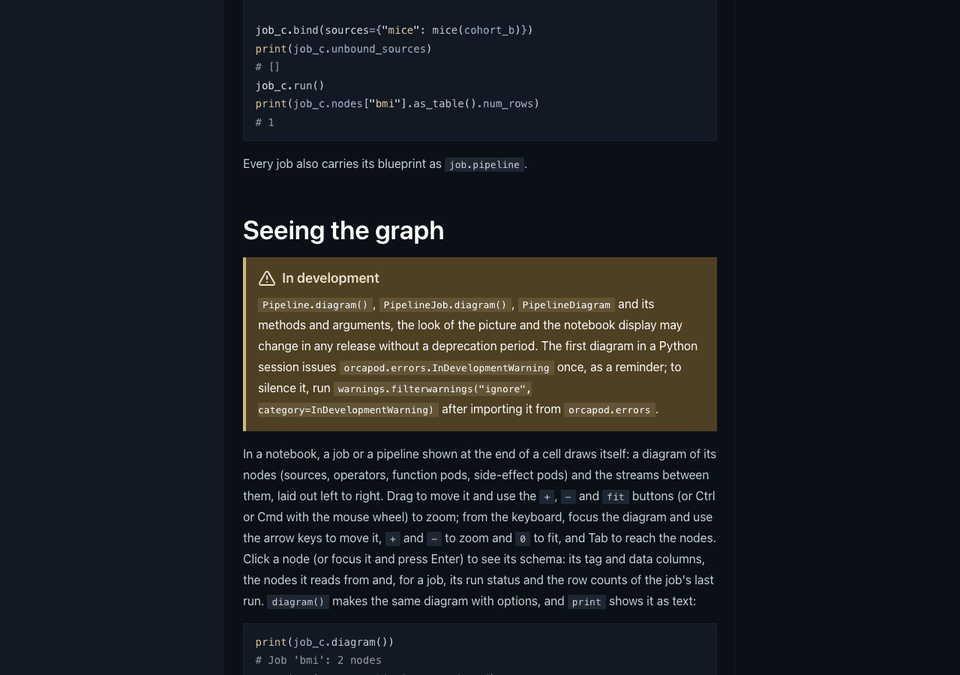 job_c.bind(sources={"mice": mice(cohort_b)})
print(job_c.unbound_sources)
# []
job_c.run()
print(job_c.nodes["bmi"].as_table().num_rows)
# 1
Every job also carries its blueprint as job.pipeline.
Seeing the graph
In development
Pipeline.diagram(), PipelineJob.diagram(), PipelineDiagram and its
methods and arguments, the look of the picture and the notebook display may
change in any release without a deprecation period. The first diagram in a Python
session issues orcapod.errors.InDevelopmentWarning once, as a reminder; to
silence it, run warnings.filterwarnings("ignore",
category=InDevelopmentWarning) after importing it from orcapod.errors.
In a notebook, a job or a pipeline shown at the end of a cell draws itself: a diagram of its
nodes (sources, operators, function pods, side-effect pods) and the streams between
them, laid out left to right. Drag to move it and use the +, − and fit buttons (or Ctrl
or Cmd with the mouse wheel) to zoom; from the keyboard, focus the diagram and use
the arrow keys to move it, + and − to zoom and 0 to fit, and Tab to reach the nodes.
Click a node (or focus it and press Enter) to see its schema: its tag and data columns,
the nodes it reads from and, for a job, its run status and the row counts of the job's last
run. diagram() makes the same diagram with options, and print shows it as text:
print(job_c.diagram())
# Job 'bmi': 2 nodes